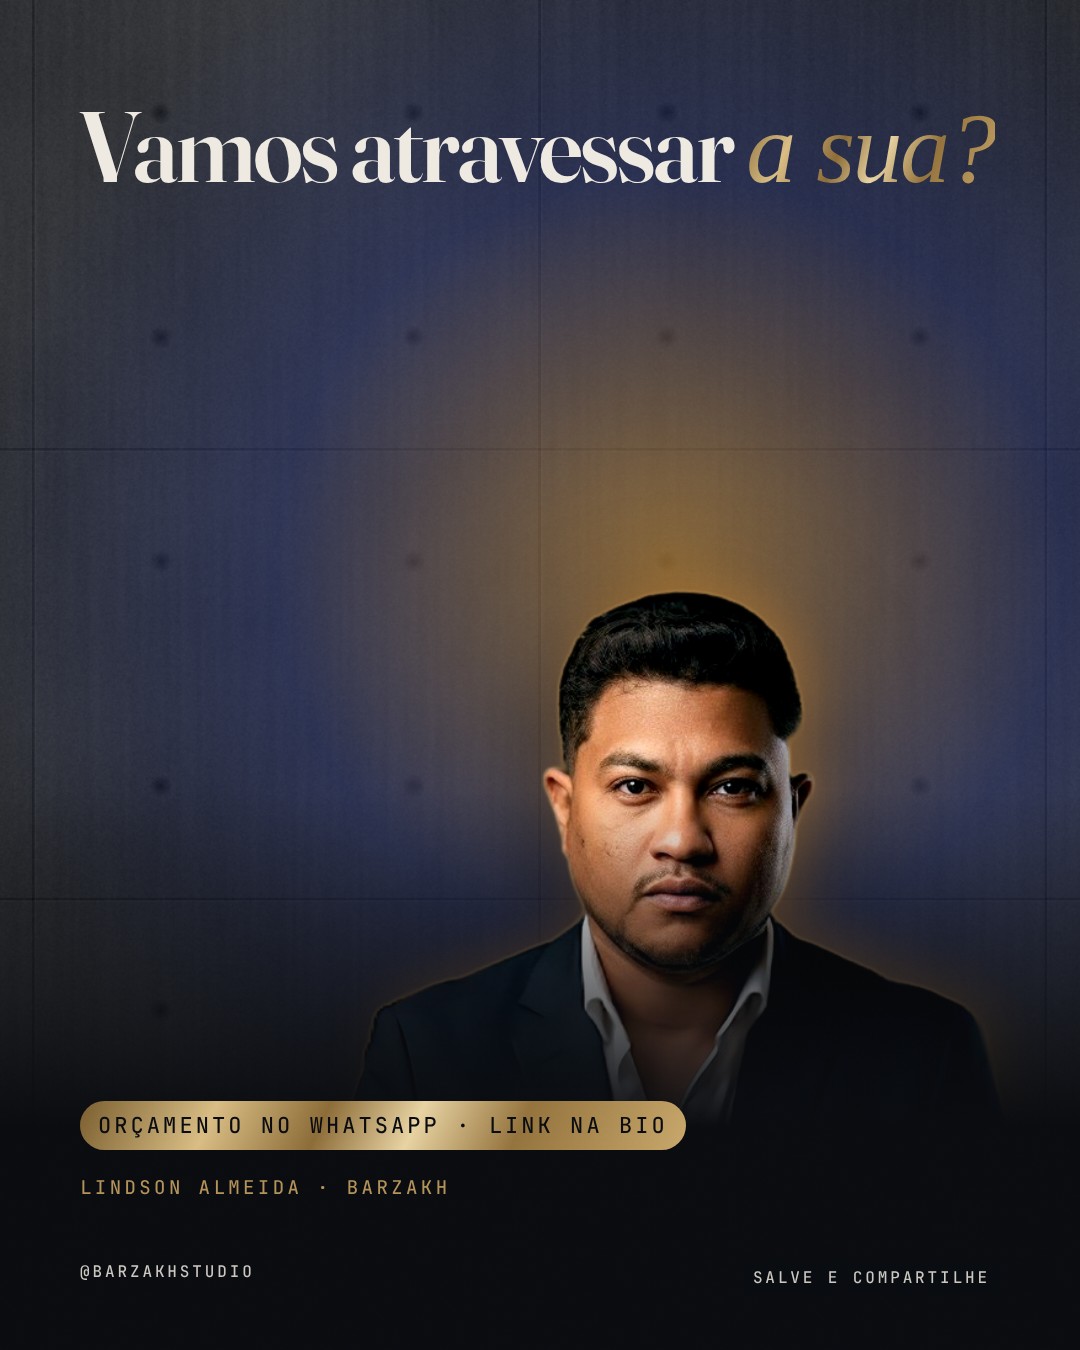 Vamos atravessar a sua?
ORÇAMENTO NO WHATSAPP · LINK NA BIO
LINDSON ALMEIDA · BARZAKH
@BARZAKHSTUDIO
SALVE E COMPARTILHE